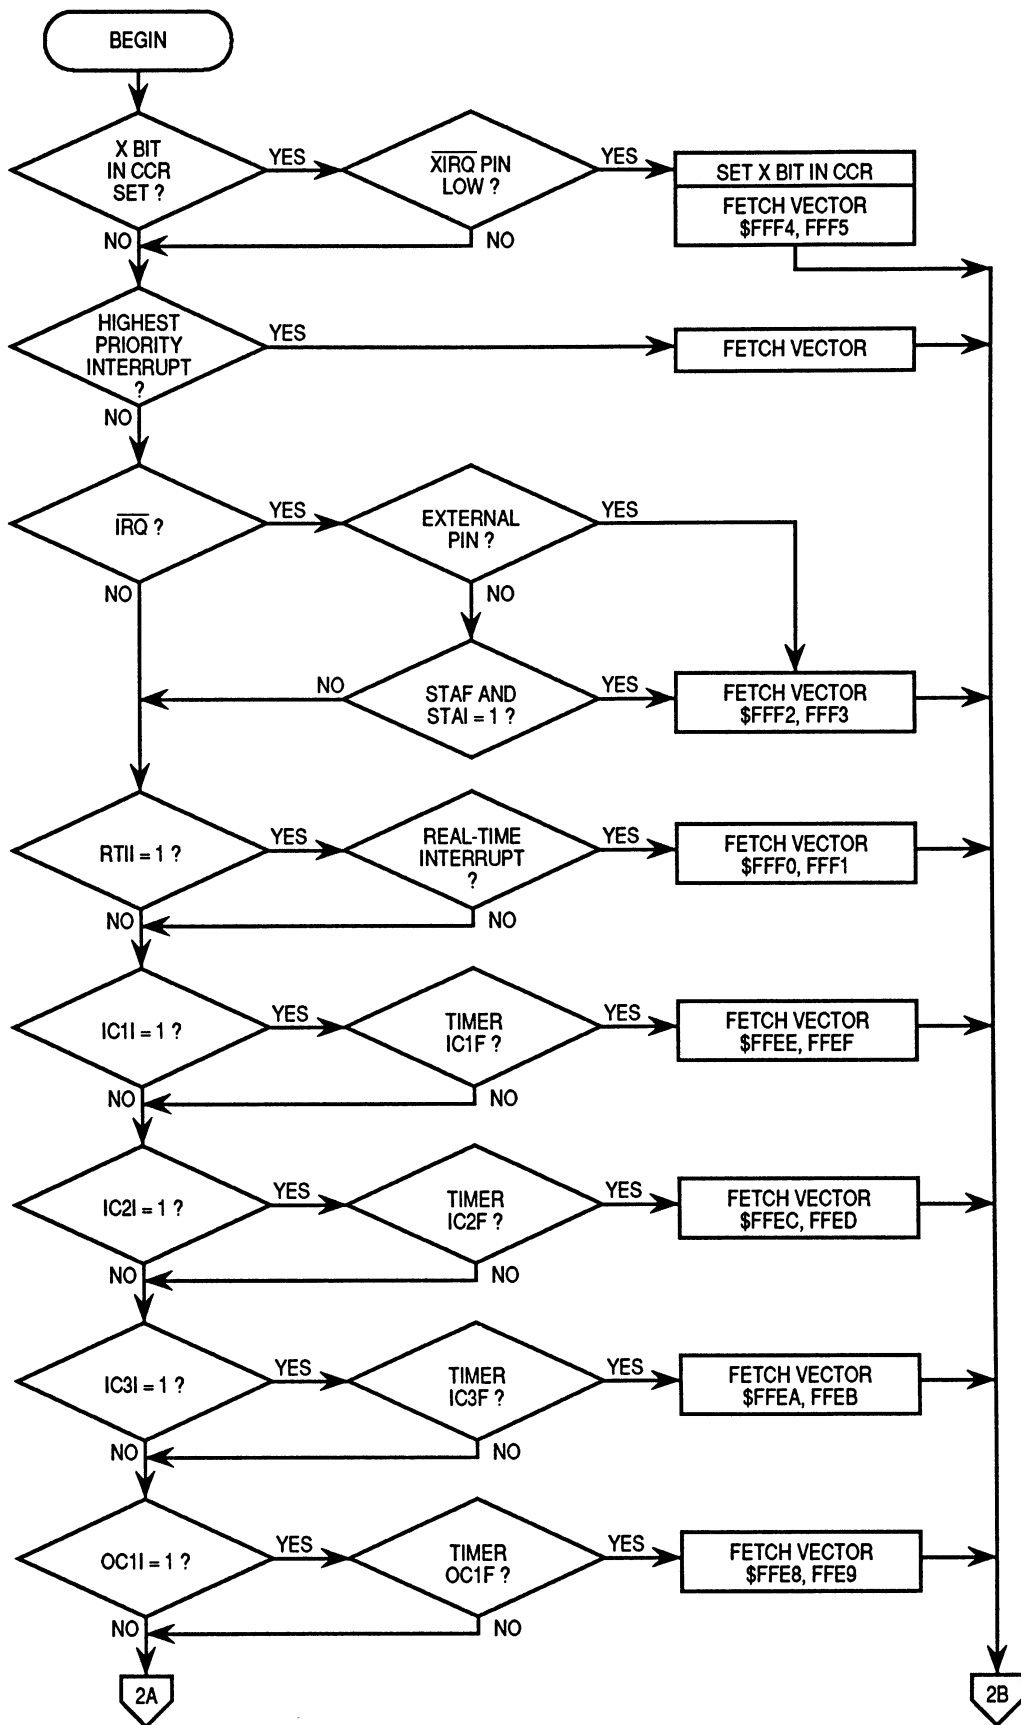 BEGIN
X BIT
IN CCR
SET ?
YES
XIRQ PIN
LOW ?
YES
SET X BIT IN CCR
FETCH VECTOR
$FFF4, FFF5
NO
NO
HIGHEST
PRIORITY
INTERRUPT
?
YES
FETCH VECTOR
NO
IRQ ?
YES
EXTERNAL
PIN ?
YES
NO
NO
STAF AND
STAI = 1 ?
NO
YES
FETCH VECTOR
$FFF2, FFF3
RTII = 1 ?
YES
REAL-TIME
INTERRUPT
?
YES
FETCH VECTOR
$FFF0, FFF1
NO
NO
IC1I = 1 ?
YES
TIMER
IC1F ?
YES
FETCH VECTOR
$FFEE, FFEF
NO
NO
IC2I = 1 ?
YES
TIMER
IC2F ?
YES
FETCH VECTOR
$FFEC, FFED
NO
NO
IC3I = 1 ?
YES
TIMER
IC3F ?
YES
FETCH VECTOR
$FFEA, FFEB
NO
NO
OC1I = 1 ?
YES
TIMER
OC1F ?
YES
FETCH VECTOR
$FFE8, FFE9
NO
NO
2A
2B